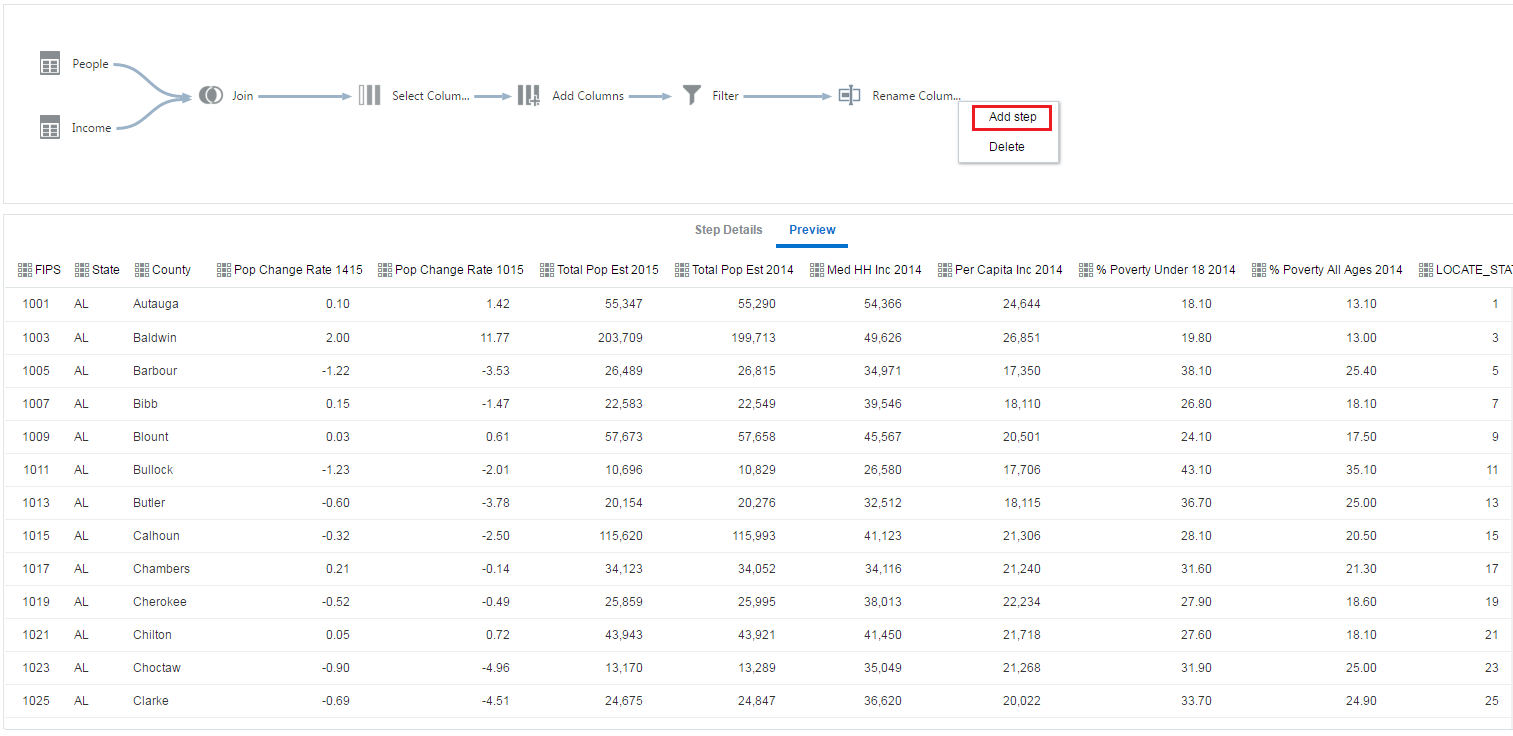 People
Income
Join
Select Colum...
Add Columns
Filter
Rename Colum...
Add step
Delete
Step Details Preview
FIPS State County Pop Change Rate 1415 Pop Change Rate 1015 Total Pop Est 2015 Total Pop Est 2014 Med HH Inc 2014 Per Capita Inc 2014 % Poverty Under 18 2014 % Poverty All Ages 2014 LOCATE_STAT
1001 AL Autauga 0.10 1.42 55,347 55,290 54,366 24,644 18.10 13.10 1
1003 AL Baldwin 2.00 11.77 203,709 199,713 49,626 26,851 19.80 13.00 3
1005 AL Barbour -1.22 -3.53 26,489 26,815 34,971 17,350 38.10 25.40 5
1007 AL Bibb 0.15 -1.47 22,583 22,549 39,546 18,110 26.80 18.10 7
1009 AL Blount 0.03 0.61 57,673 57,658 45,567 20,501 24.10 17.50 9
1011 AL Bullock -1.23 -2.01 10,696 10,829 26,580 17,706 43.10 35.10 11
1013 AL Butler -0.60 -3.78 20,154 20,276 32,512 18,115 36.70 25.00 13
1015 AL Calhoun -0.32 -2.50 115,620 115,993 41,123 21,306 28.10 20.50 15
1017 AL Chambers 0.21 -0.14 34,123 34,052 34,116 21,240 31.60 21.30 17
1019 AL Cherokee -0.52 -0.49 25,859 25,995 38,013 22,234 27.90 18.60 19
1021 AL Chilton 0.05 0.72 43,943 43,921 41,450 21,718 27.60 18.10 21
1023 AL Choctaw -0.90 -4.96 13,170 13,289 35,049 21,268 31.90 25.00 23
1025 AL Clarke -0.69 -4.51 24,675 24,847 36,620 20,022 33.70 24.90 25